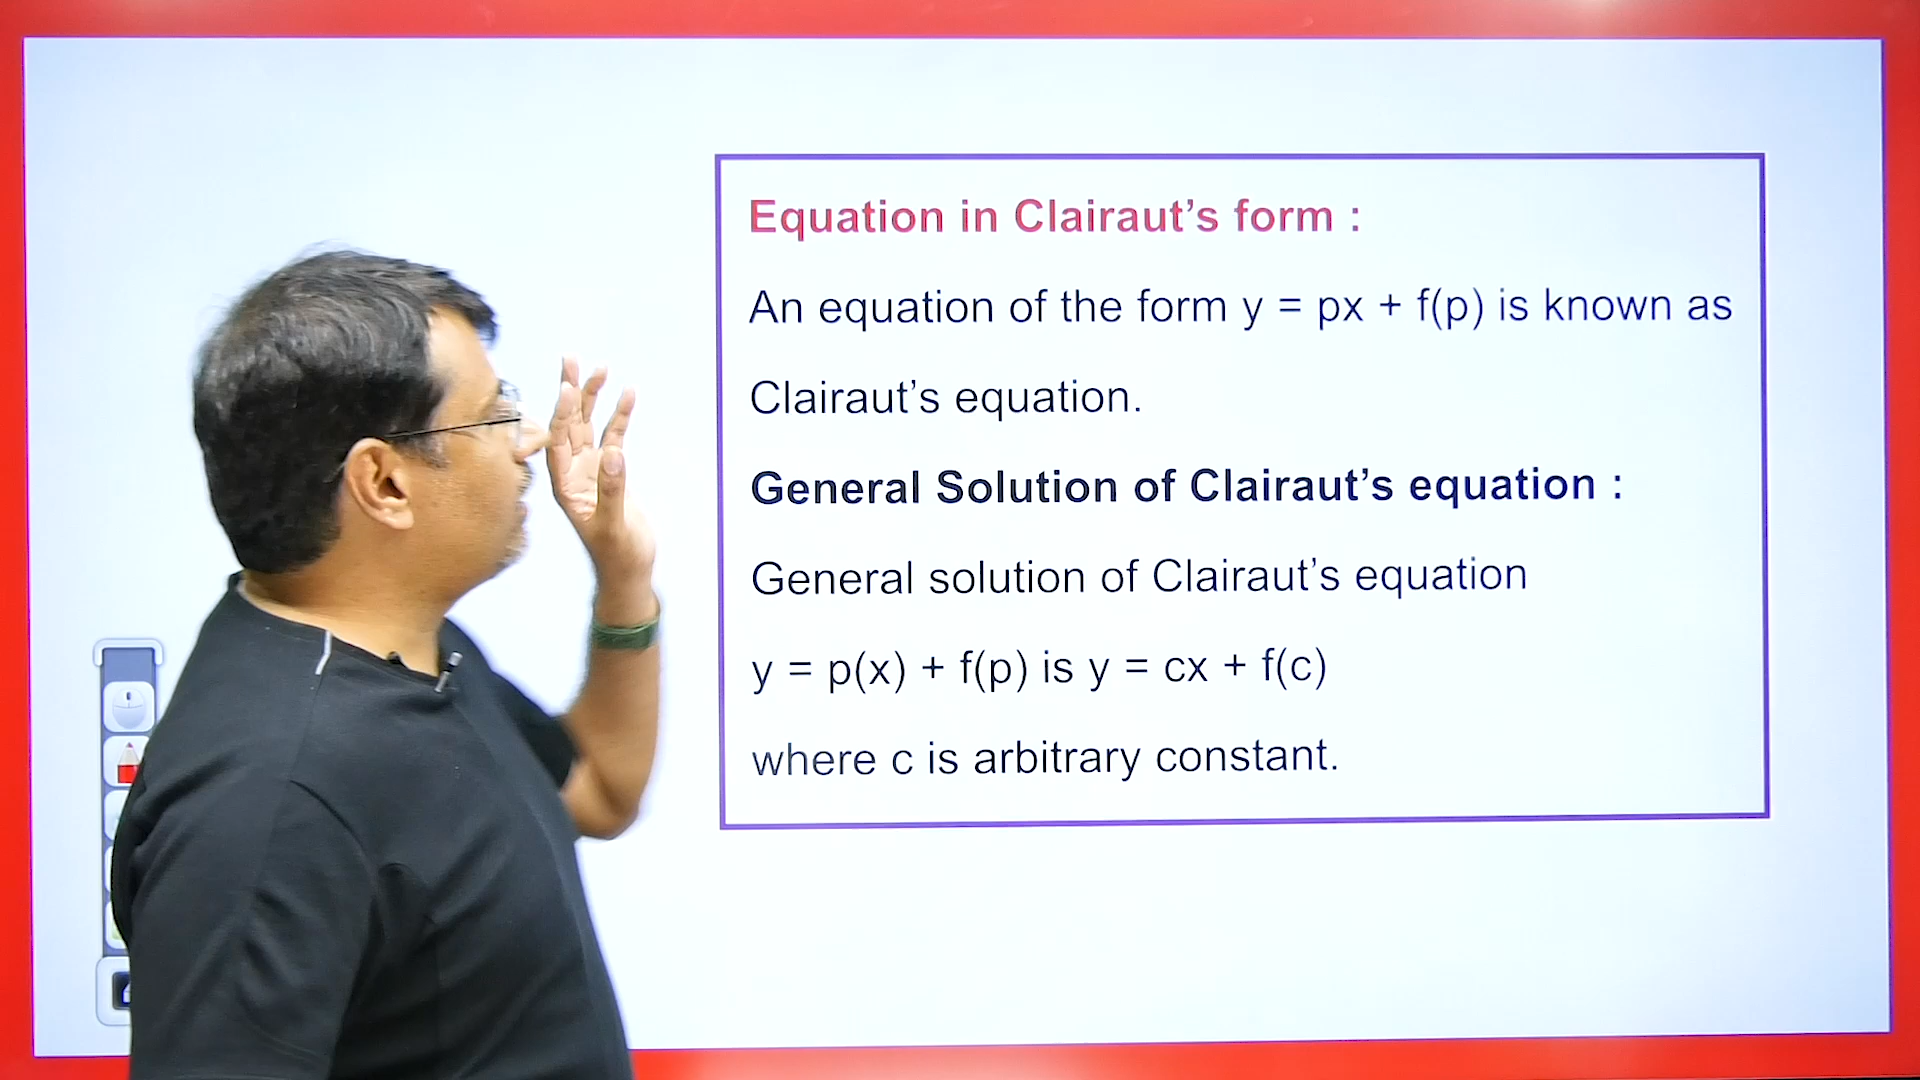 Equation in Clairaut’s form :
An equation of the form y = px + f(p) is known as
Clairaut’s equation.
General Solution of Clairaut’s equation :
General solution of Clairaut’s equation
y = p(x) + f(p) is y = cx + f(c)
where c is arbitrary constant.